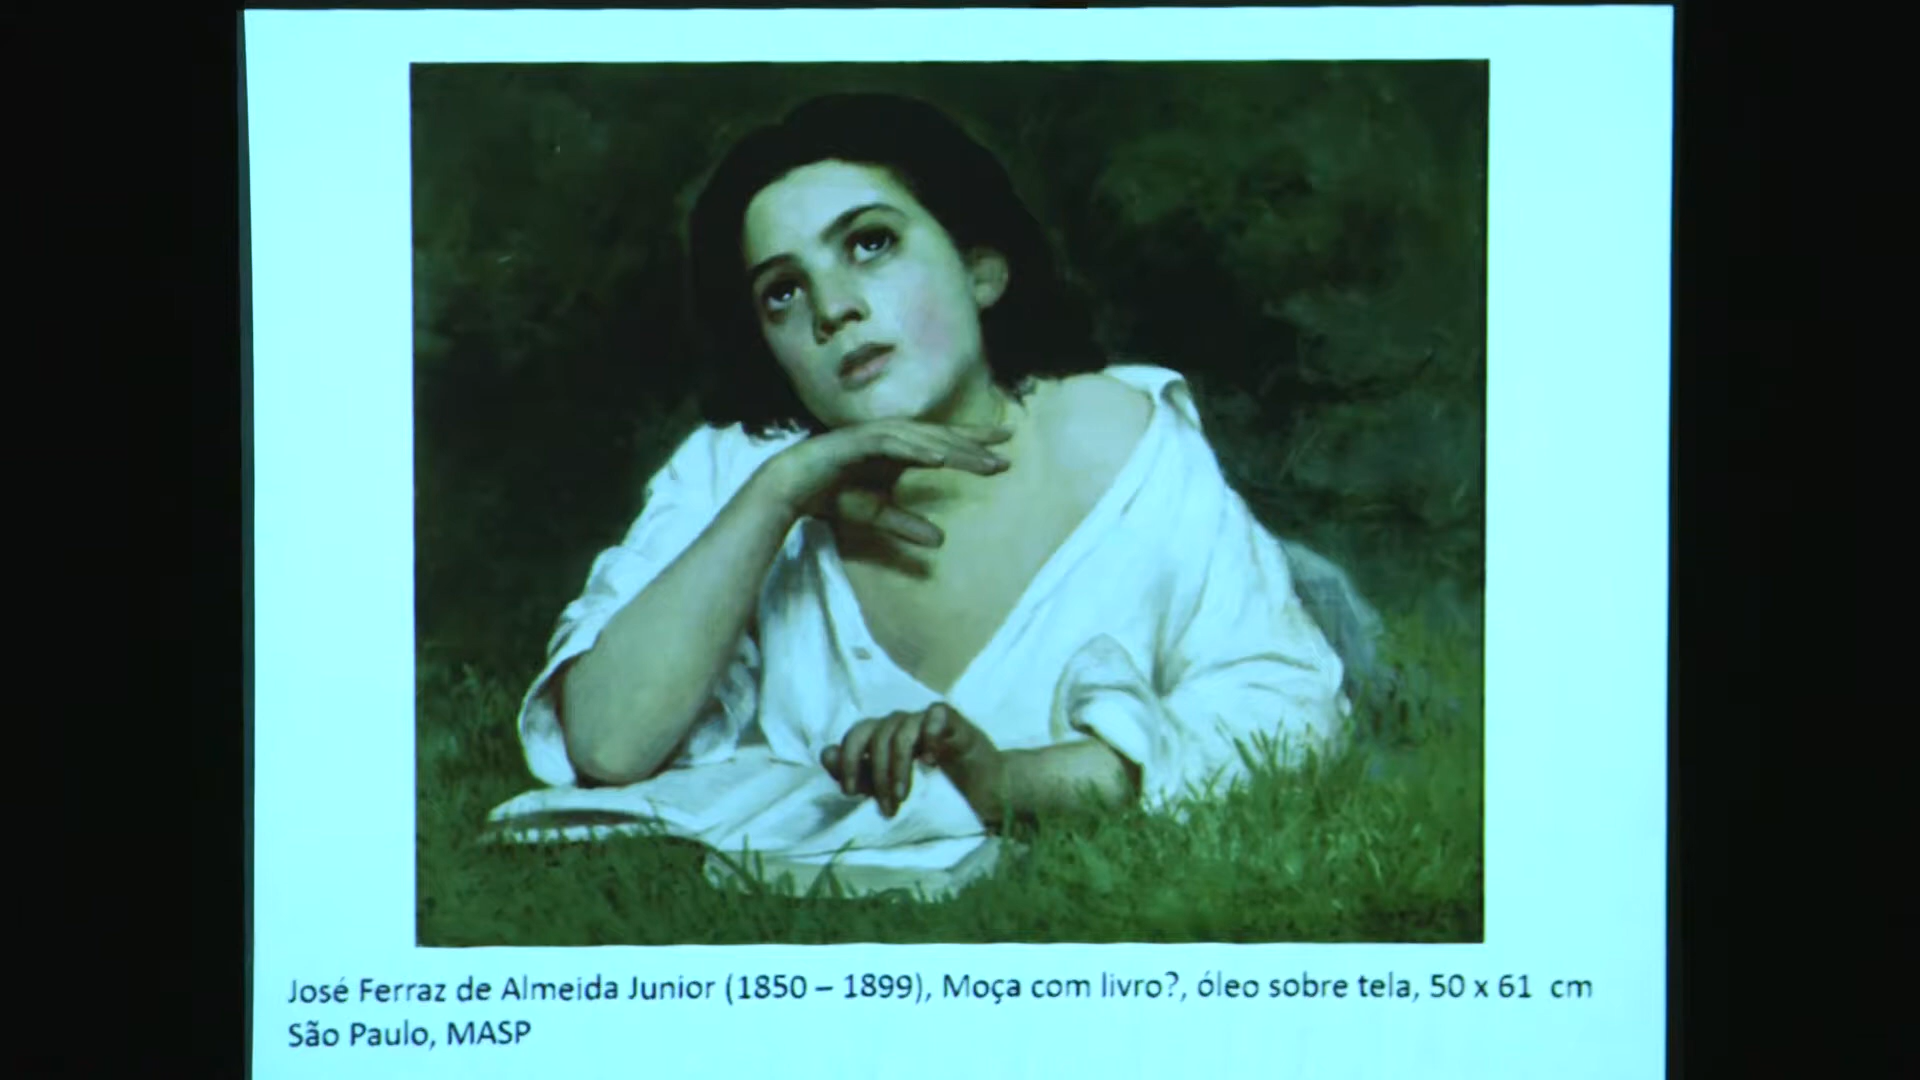 José Ferraz de Almeida Junior (1850 – 1899), Moça com livro?, óleo sobre tela, 50 x 61 cm
São Paulo, MASP